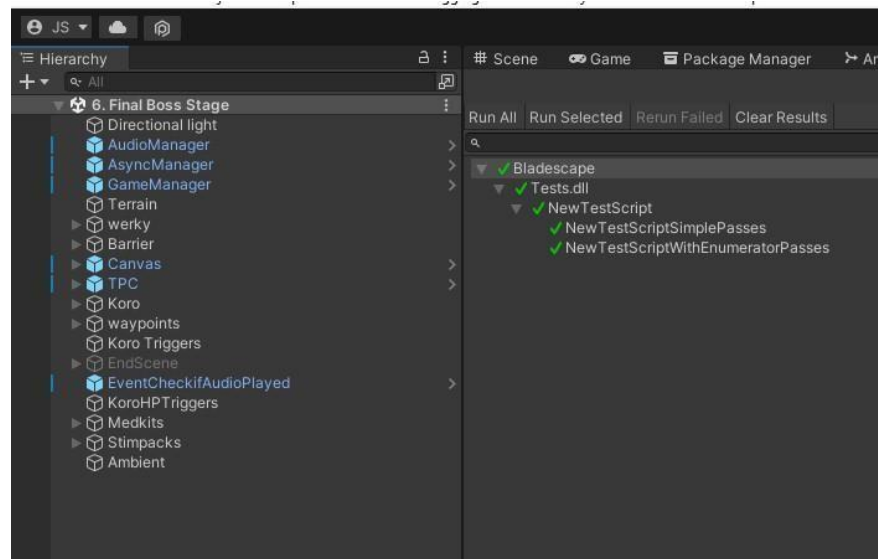 JS
Hierarchy
All
6. Final Boss Stage
Directional light
AudioManager
AsyncManager
GameManager
Terrain
werky
Barrier
Canvas
TPC
Koro
waypoints
Koro Triggers
EndScene
EventCheckifAudioPlayed
KoroHPTriggers
Medkits
Stimpacks
Ambient
Scene Game Package Manager
Run All Run Selected Rerun Failed Clear Results
Bladescape
Tests.dll
NewTestScript
NewTestScriptSimplePasses
NewTestScriptWithEnumeratorPasses